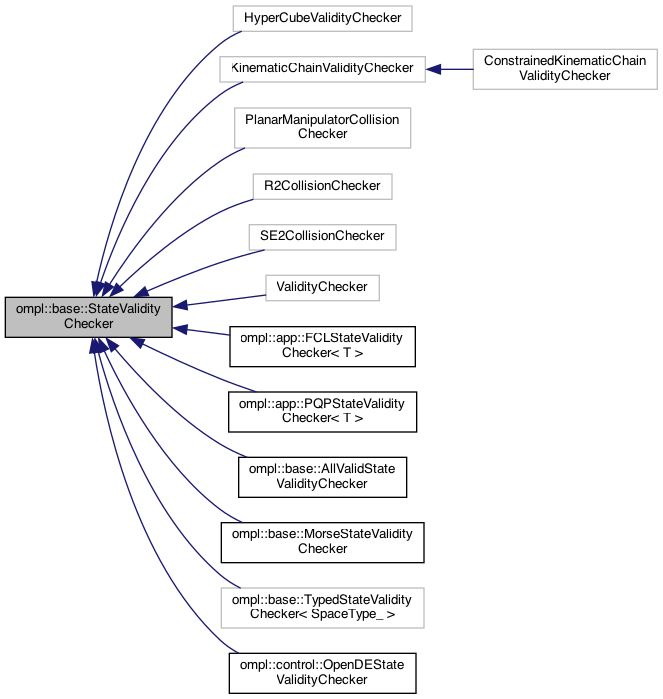 HyperCubeValidityChecker
KinematicChainValidityChecker
ConstrainedKinematicChain
ValidityChecker
PlanarManipulatorCollision
Checker
R2CollisionChecker
SE2CollisionChecker
ValidityChecker
ompl::base::StateValidity
Checker
ompl::app::FCLStateValidity
Checker< T >
ompl::app::PQPStateValidity
Checker< T >
ompl::base::AllValidState
ValidityChecker
ompl::base::MorseStateValidity
Checker
ompl::base::TypedStateValidity
Checker< SpaceType_ >
ompl::control::OpenDEState
ValidityChecker